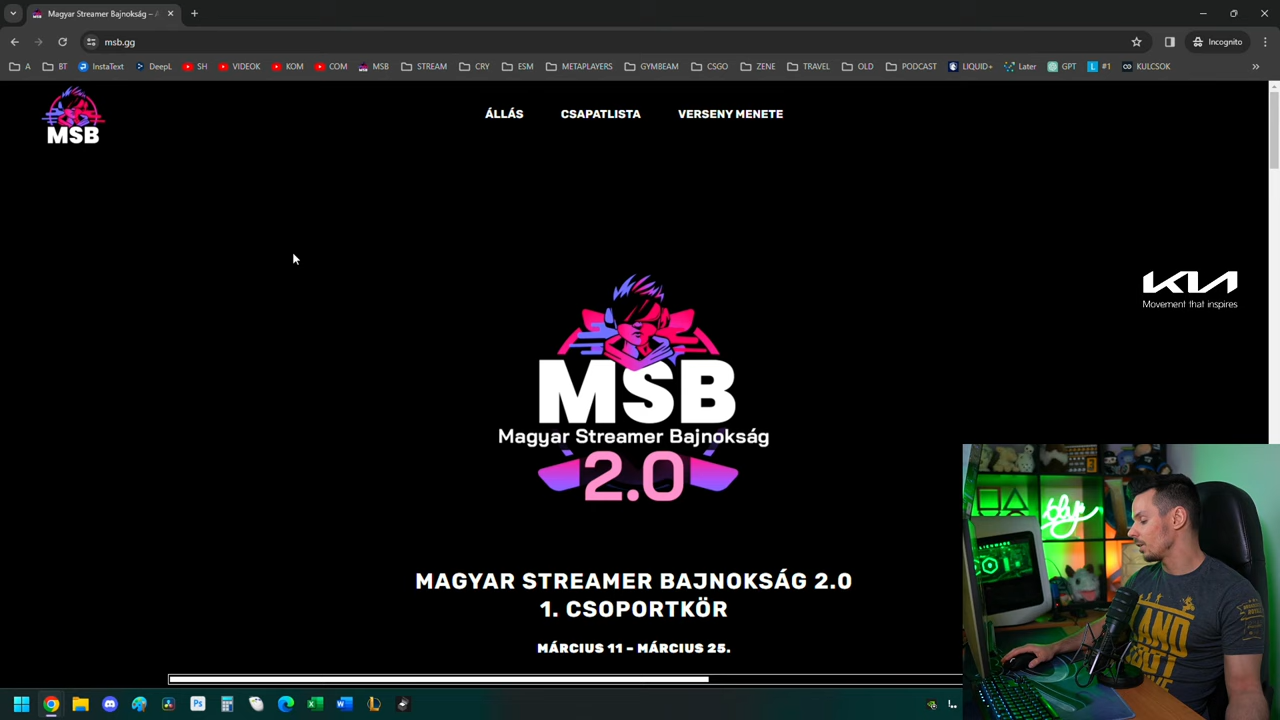 Magyar Streamer Bajnokság –
msb.gg
Incognito
A
BT
InstaText
DeepL
SH
VIDEOK
KOM
COM
MSB
STREAM
CRY
ESM
METAPLAYERS
GYMBEAM
CSGO
ZENE
TRAVEL
OLD
PODCAST
LIQUID+
Later
GPT
#1
KULCSOK
MSB
ÁLLÁS
CSAPATLISTA
VERSENY MENETE
KIA
Movement that inspires
MSB
Magyar Streamer Bajnokság
2.0
MAGYAR STREAMER BAJNOKSÁG 2.0
1. CSOPORTKÖR
MÁRCIUS 11 – MÁRCIUS 25.